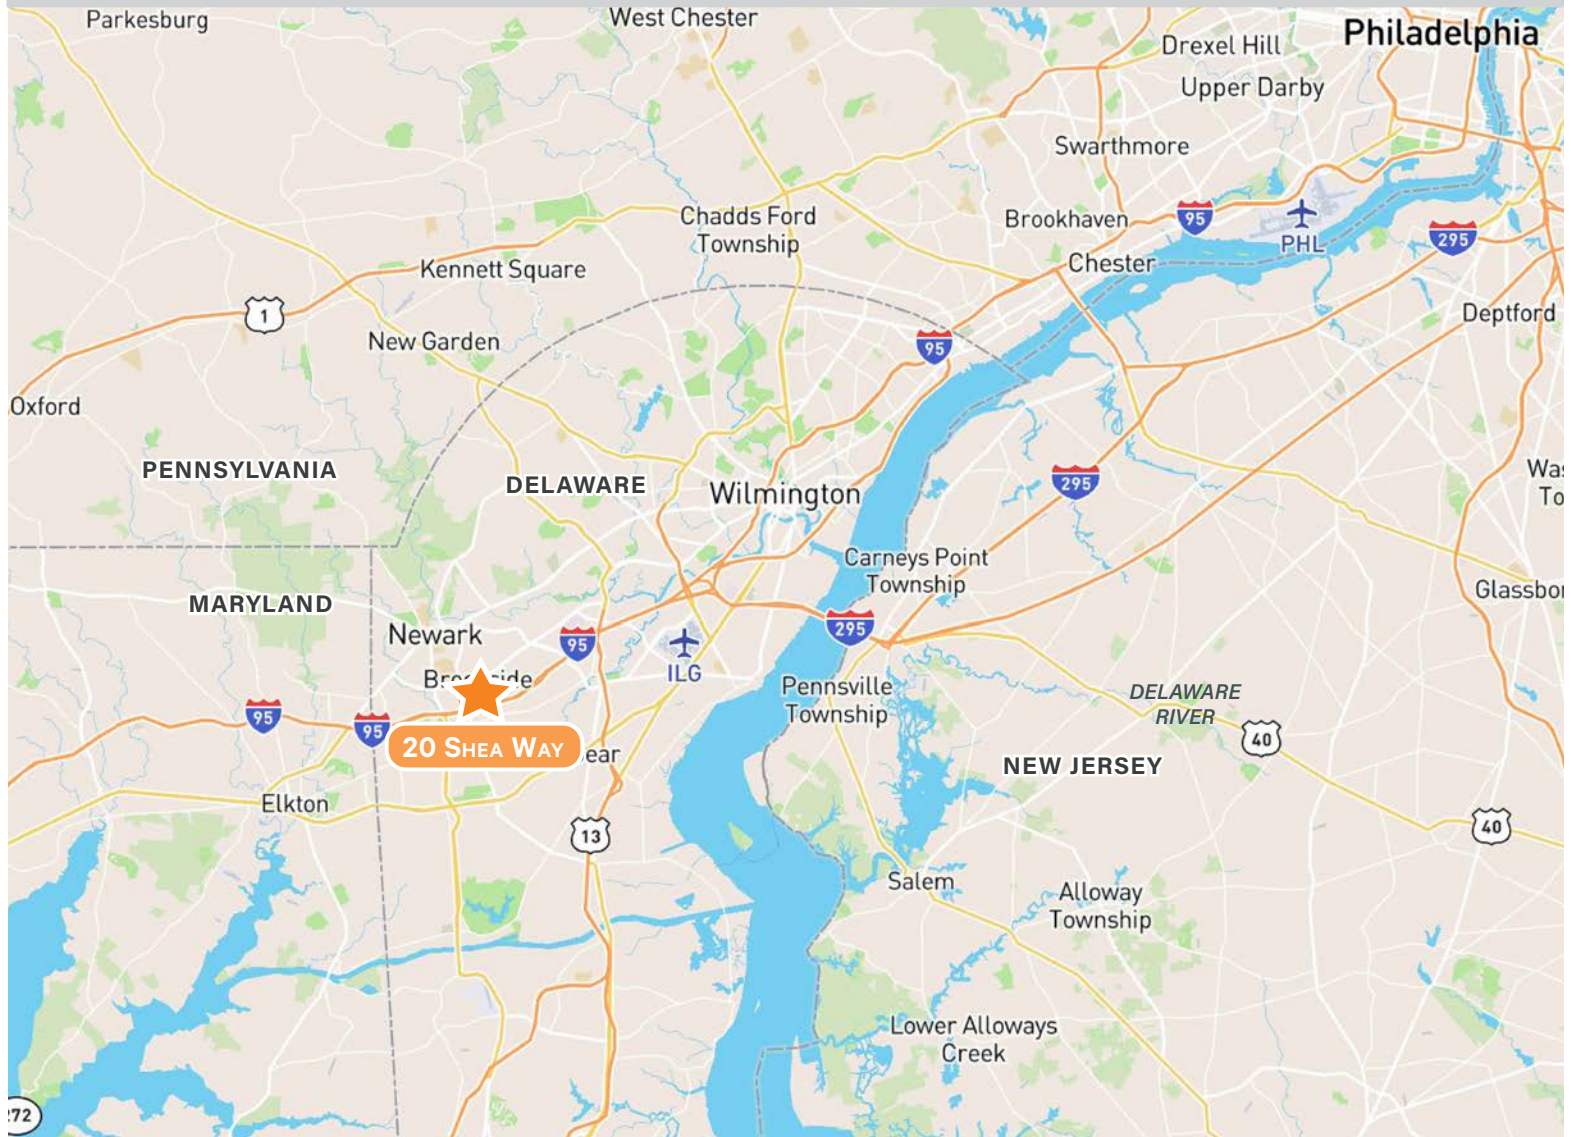 Parkesburg
West Chester
Philadelphia
Drexel Hill
Upper Darby
Swarthmore
Chadds Ford
Township
Brookhaven
95
PHL
295
Chester
Kennett Square
1
New Garden
95
Deptford
Oxford
PENNSYLVANIA
DELAWARE
Wilmington
295
Carneys Point
Township
MARYLAND
Newark
95
ILG
295
Glassbor
95
95
20 Shea Way
Pennsville
Township
DELAWARE
RIVER
40
NEW JERSEY
Elkton
13
40
Salem
Alloway
Township
Lower Alloways
Creek